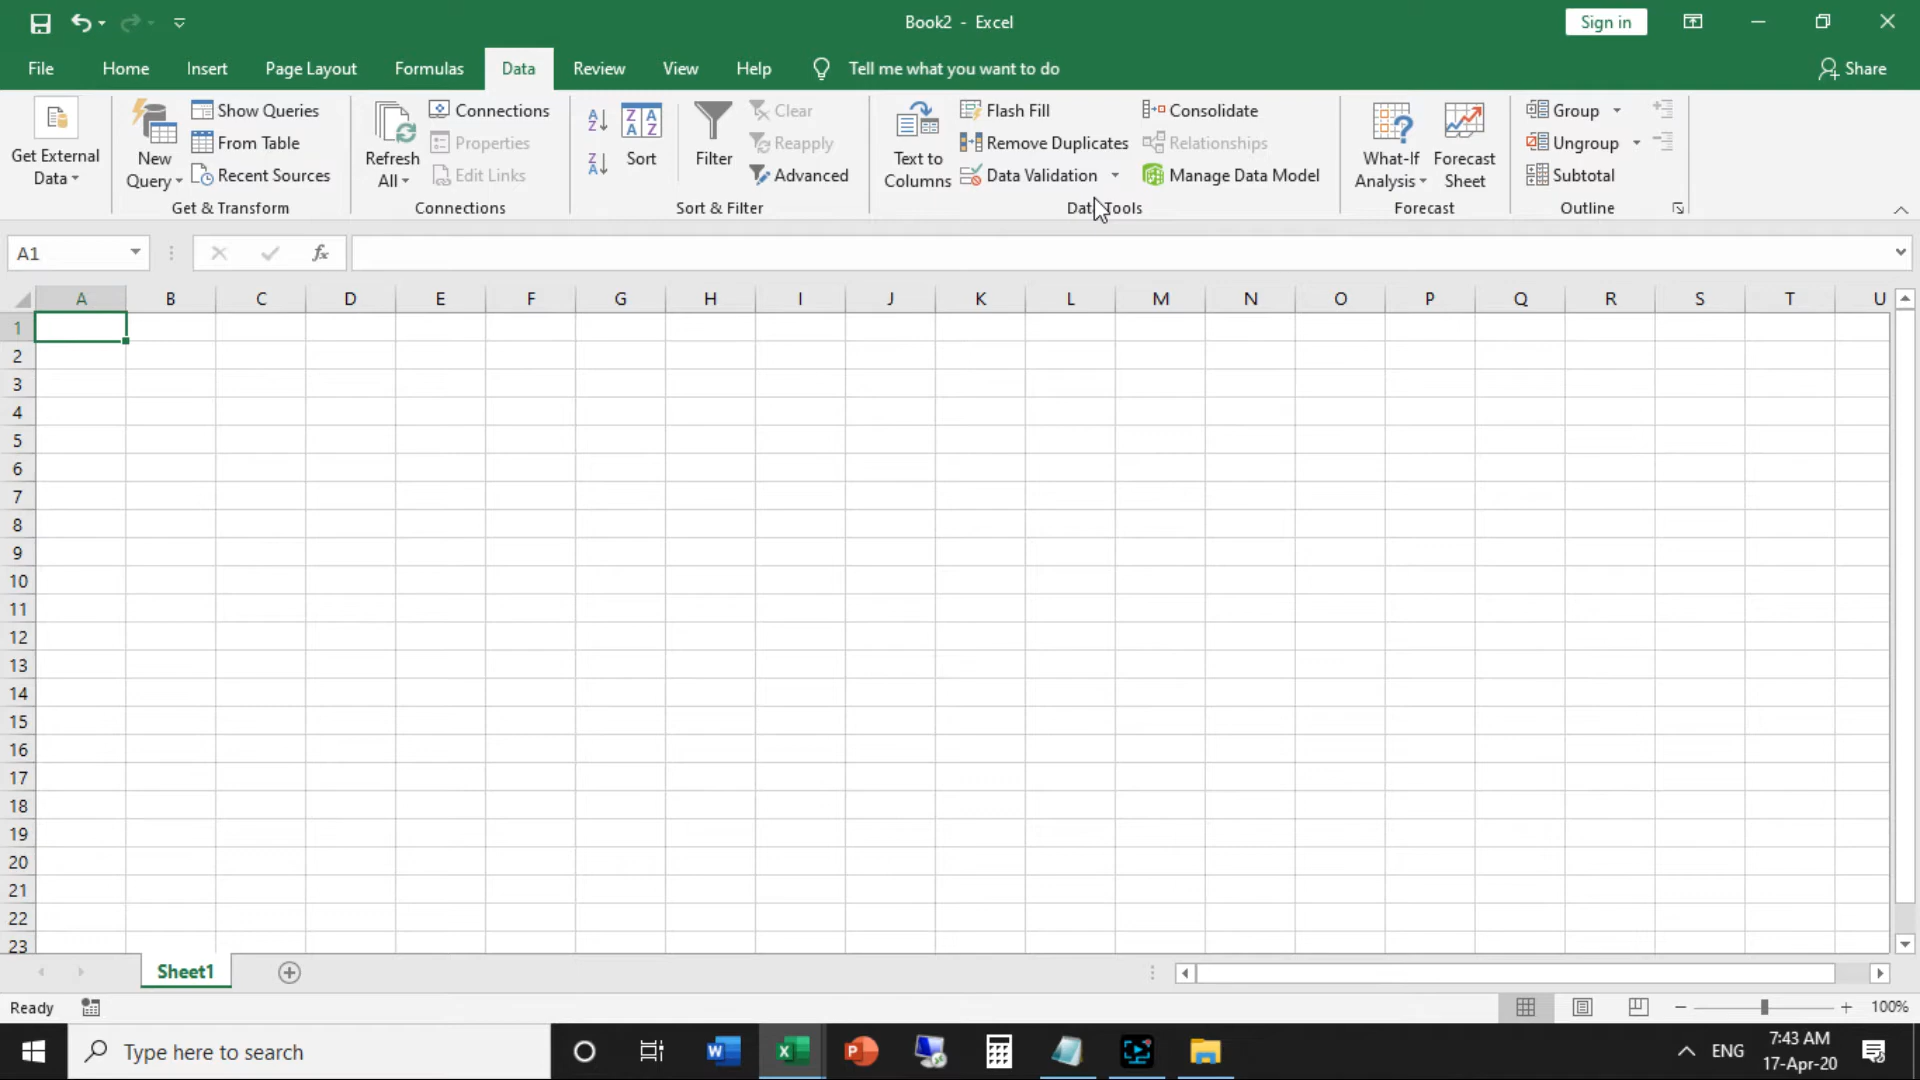 Book2 - Excel
Sign in
File Home Insert Page Layout Formulas Data Review View Help Tell me what you want to do Share
Get External Data
New Query
Show Queries
From Table
Recent Sources
Get & Transform
Refresh All
Connections
Properties
Edit Links
Connections
A Z
Z A
Z A A Z
Sort
Filter
Clear
Reapply
Advanced
Sort & Filter
Text to Columns
Flash Fill
Remove Duplicates
Data Validation
Consolidate
Relationships
Manage Data Model
Data Tools
What-If Analysis
Forecast Sheet
Forecast
Group
Ungroup
Subtotal
Outline
A1
fx
A B C D E F G H I J K L M N O P Q R S T U
1
2
3
4
5
6
7
8
9
10
11
12
13
14
15
16
17
18
19
20
21
22
23
Sheet1
Ready
100%
Type here to search
W
X
P
ENG
7:43 AM
17-Apr-20